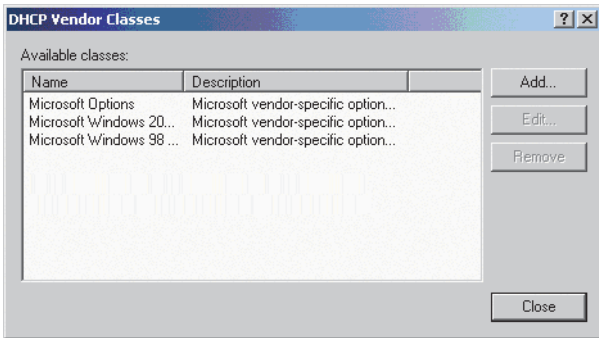 DHCP Vendor Classes
Available classes:
Name Description
Microsoft Options Microsoft vendor-specific option...
Microsoft Windows 20... Microsoft vendor-specific option...
Microsoft Windows 98 ... Microsoft vendor-specific option...
Add...
Edit...
Remove
Close